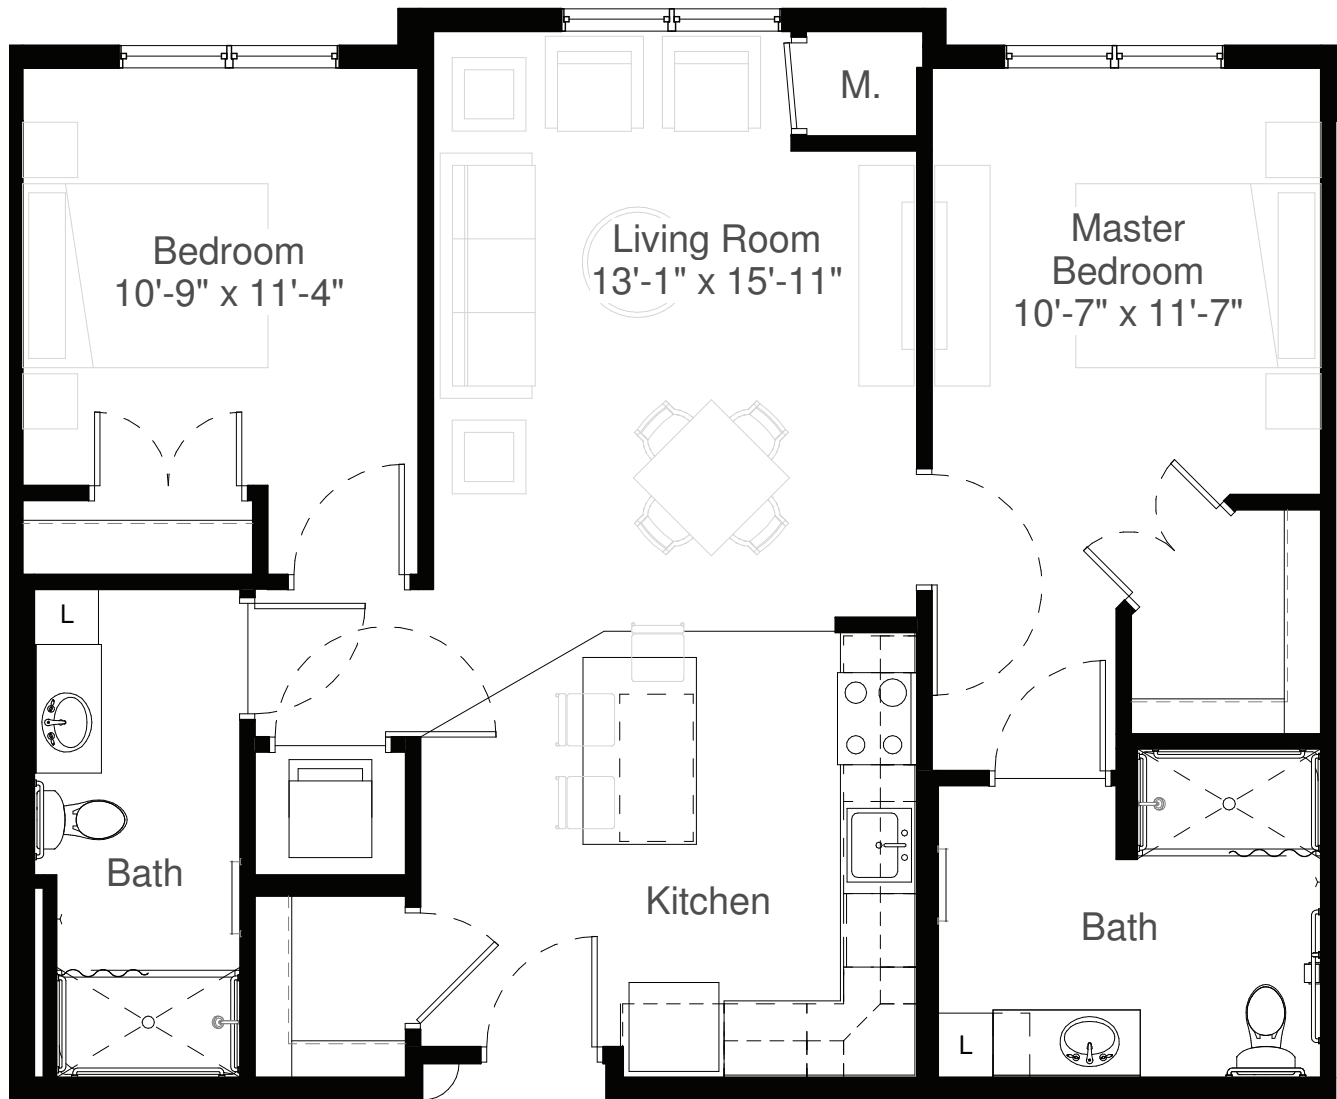 M.
Bedroom
10'-9" x 11'-4"
Living Room
13'-1" x 15'-11"
Master
Bedroom
10'-7" x 11'-7"
L
Bath
Kitchen
Bath
L